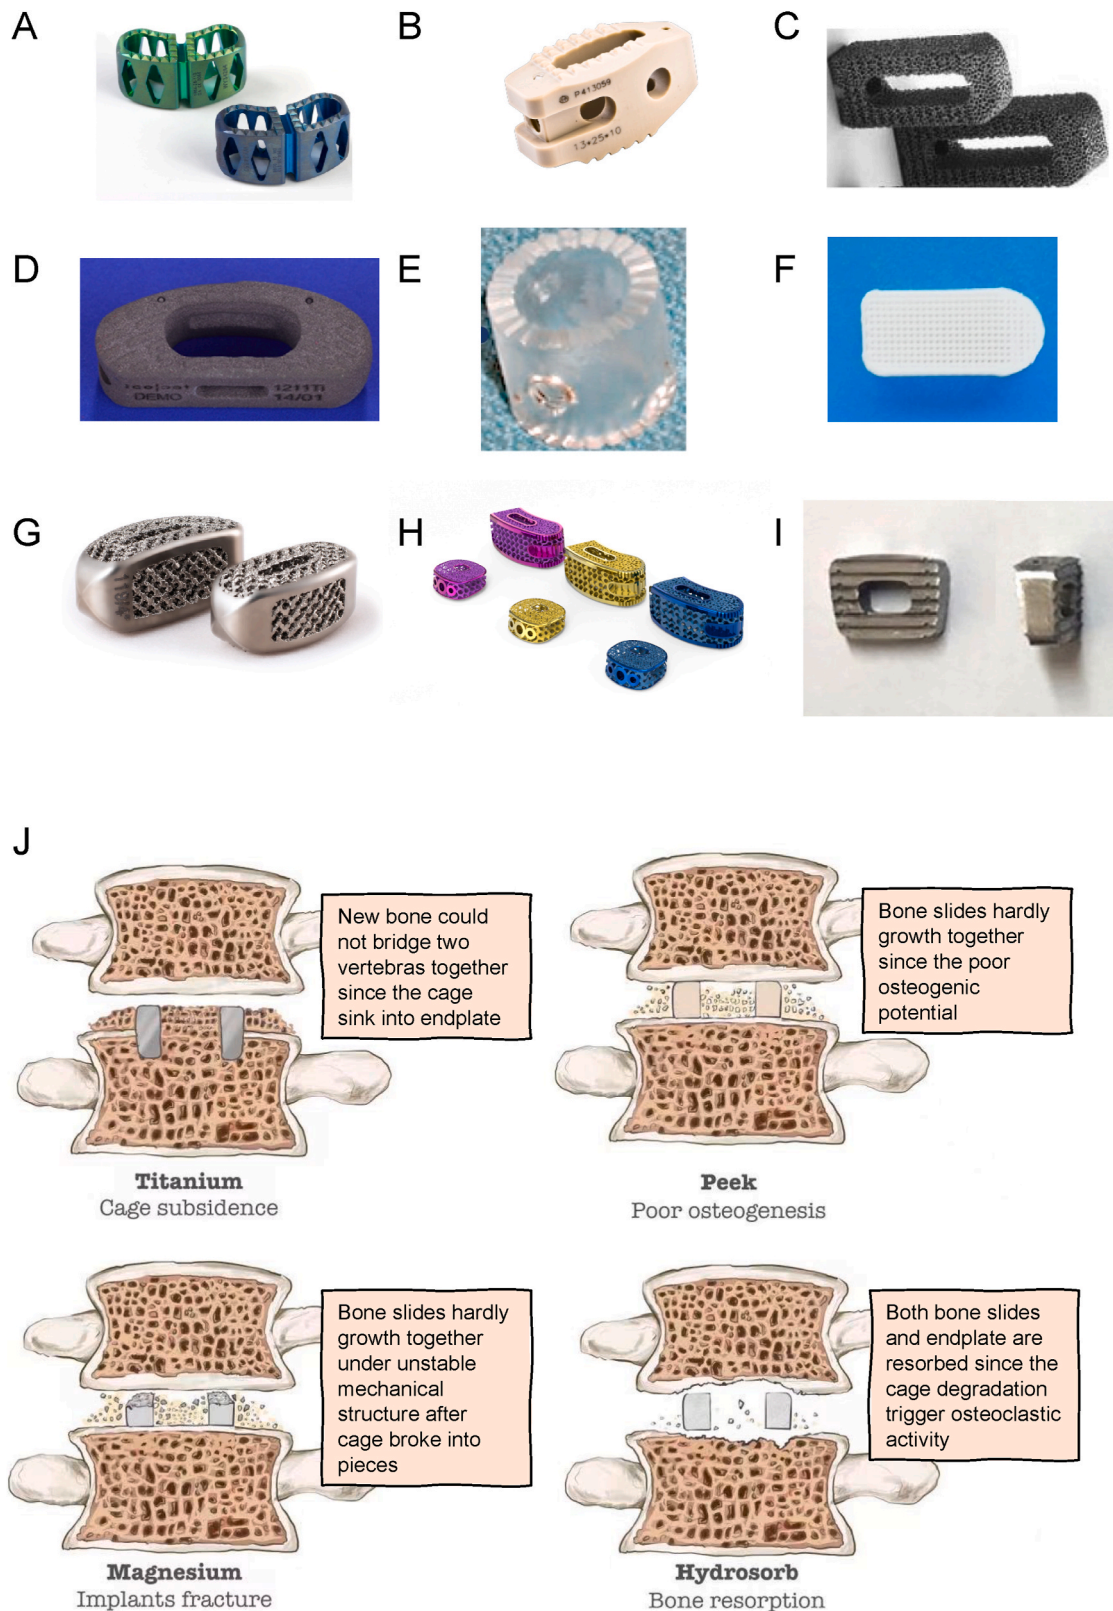 A
B
P413059
13*25*10
C
D
DEMO
1211Ti
14/01
E
F
G
H
I
J
New bone could
not bridge two
vertebras together
since the cage
sink into endplate
Titanium
Cage subsidence
Bone slides hardly
growth together
since the poor
osteogenic
potential
Peek
Poor osteogenesis
Bone slides hardly
growth together
under unstable
mechanical
structure after
cage broke into
pieces
Magnesium
Implants fracture
Both bone slides
and endplate are
resorbed since the
cage degradation
trigger osteoclastic
activity
Hydrosorb
Bone resorption